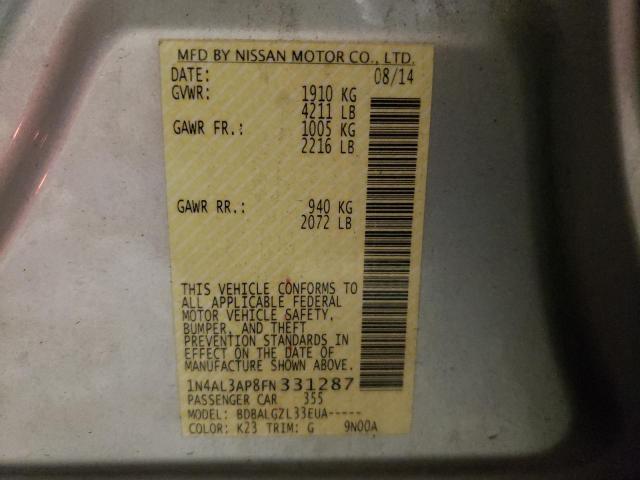 MFD BY NISSAN MOTOR CO., LTD.
DATE: 08/14
GVWR: 1910 KG
4211 LB
GAWR FR.: 1005 KG
2216 LB
GAWR RR.: 940 KG
2072 LB
THIS VEHICLE CONFORMS TO
ALL APPLICABLE FEDERAL
MOTOR VEHICLE SAFETY,
BUMPER, AND THEFT
PREVENTION STANDARDS IN
EFFECT ON THE DATE OF
MANUFACTURE SHOWN ABOVE.
1N4AL3AP8FN331287
PASSENGER CAR 355
MODEL: BDBALGZL33EUA-----
COLOR: K23 TRIM: G 9N00A